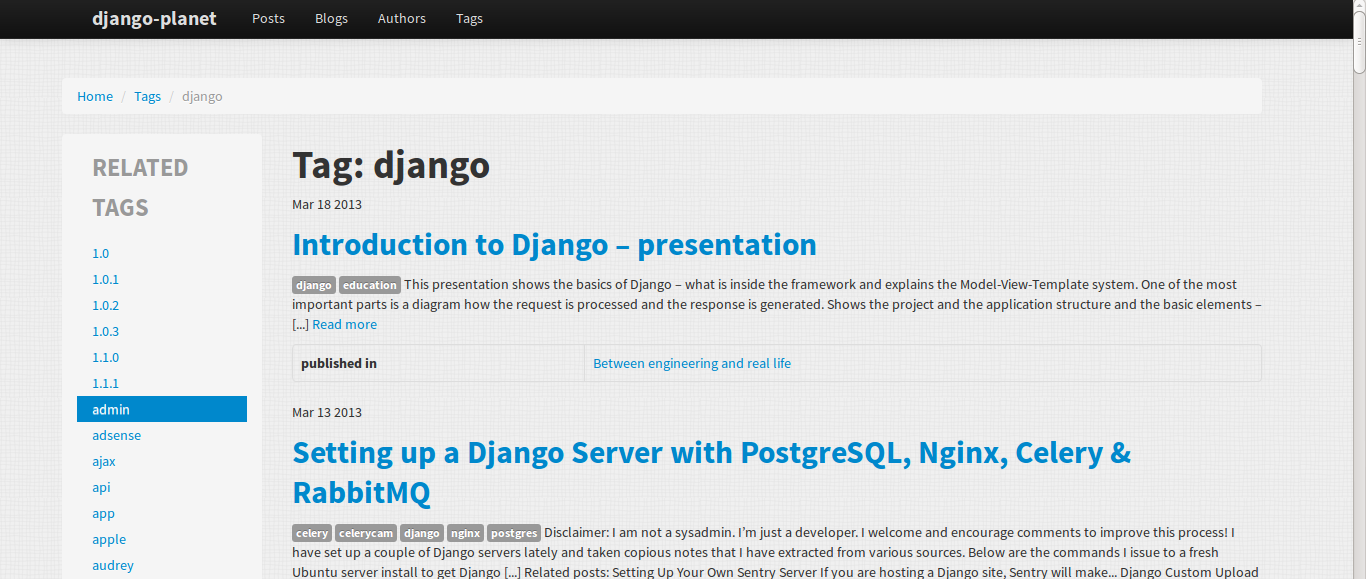 django-planet Posts Blogs Authors Tags
Home / Tags / django
RELATED
TAGS
1.0
1.0.1
1.0.2
1.0.3
1.1.0
1.1.1
admin
adsense
ajax
api
app
apple
audrey
Tag: django
Mar 18 2013
Introduction to Django – presentation
django education This presentation shows the basics of Django – what is inside the framework and explains the Model-View-Template system. One of the most
important parts is a diagram how the request is processed and the response is generated. Shows the project and the application structure and the basic elements –
[...] Read more
published in Between engineering and real life
Mar 13 2013
Setting up a Django Server with PostgreSQL, Nginx, Celery &
RabbitMQ
celery celerycam django nginx postgres Disclaimer: I am not a sysadmin. I'm just a developer. I welcome and encourage comments to improve this process! I
have set up a couple of Django servers lately and taken copious notes that I have extracted from various sources. Below are the commands I issue to a fresh
Ubuntu server install to get Django [...] Related posts: Setting Up Your Own Sentry Server If you are hosting a Django site, Sentry will make... Django Custom Upload